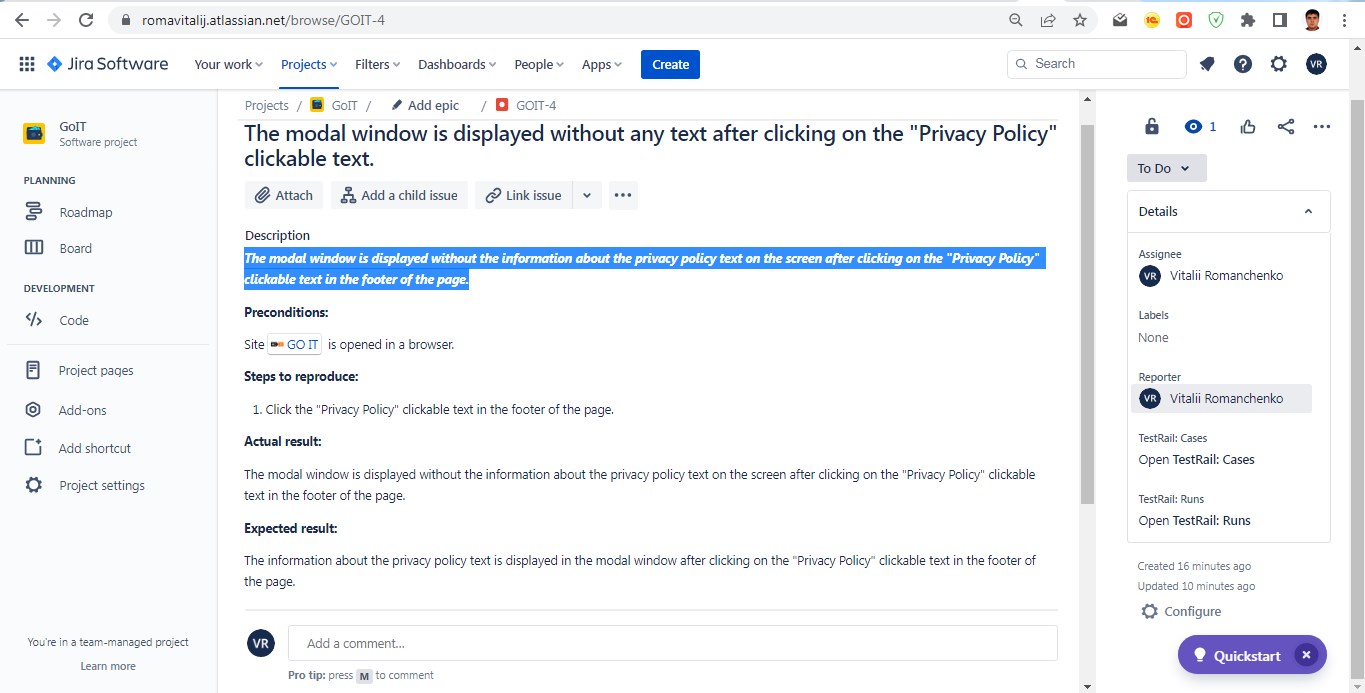 romavitalij.atlassian.net/browse/GOIT-4
Jira Software
Your work
Projects
Filters
Dashboards
People
Apps
Create
Search
VR
GoIT
Software project
PLANNING
Roadmap
Board
DEVELOPMENT
Code
Project pages
Add-ons
Add shortcut
Project settings
You're in a team-managed project
Learn more
Projects / GoIT / Add epic / GOIT-4
The modal window is displayed without any text after clicking on the "Privacy Policy"
clickable text.
Attach
Add a child issue
Link issue
Description
The modal window is displayed without the information about the privacy policy text on the screen after clicking on the "Privacy Policy"
clickable text in the footer of the page.
Preconditions:
Site GO IT is opened in a browser.
Steps to reproduce:
1. Click the "Privacy Policy" clickable text in the footer of the page.
Actual result:
The modal window is displayed without the information about the privacy policy text on the screen after clicking on the "Privacy Policy" clickable
text in the footer of the page.
Expected result:
The information about the privacy policy text is displayed in the modal window after clicking on the "Privacy Policy" clickable text in the footer of
the page.
VR
Add a comment...
Pro tip: press M to comment
1
To Do
Details
Assignee
VR Vitalii Romanchenko
Labels
None
Reporter
VR Vitalii Romanchenko
TestRail: Cases
Open TestRail: Cases
TestRail: Runs
Open TestRail: Runs
Created 16 minutes ago
Updated 10 minutes ago
Configure
Quickstart